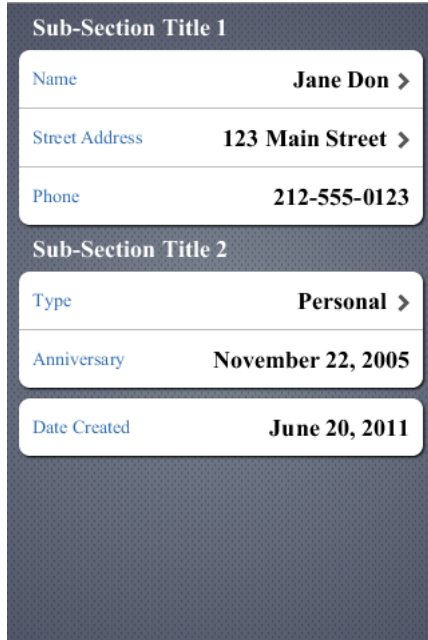 Sub-Section Title 1
Name Jane Don
Street Address 123 Main Street
Phone 212-555-0123
Sub-Section Title 2
Type Personal
Anniversary November 22, 2005
Date Created June 20, 2011